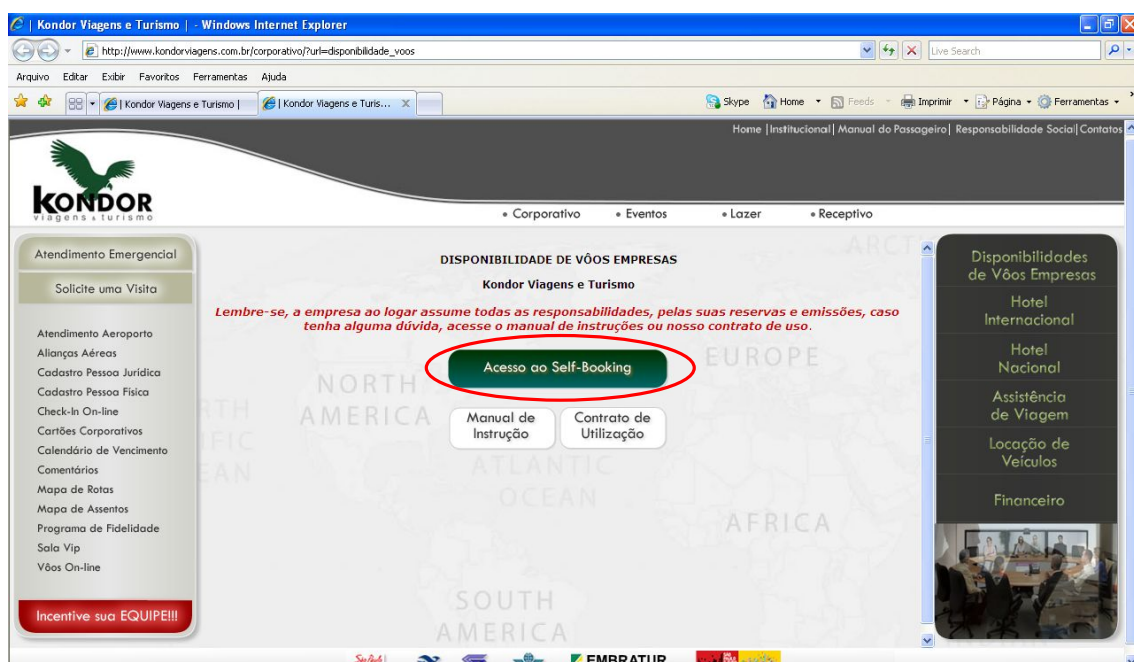 | Kondor Viagens e Turismo | - Windows Internet Explorer
http://www.kondorviagens.com.br/corporativo/?url=disponibilidade_voos
Live Search
Arquivo Editar Exibir Favoritos Ferramentas Ajuda
| Kondor Viagens e Turismo |
| Kondor Viagens e Turis...
Skype Home Feeds Imprimir Página Ferramentas
Home |Institucional| Manual do Passageiro| Responsabilidade Social| Contatos
KONDOR
viagens & turismo
• Corporativo • Eventos • Lazer • Receptivo
Atendimento Emergencial
Solicite uma Visita
Atendimento Aeroporto
Alianças Aéreas
Cadastro Pessoa Jurídica
Cadastro Pessoa Física
Check-In On-line
Cartões Corporativos
Calendário de Vencimento
Comentários
Mapa de Rotas
Mapa de Assentos
Programa de Fidelidade
Sala Vip
Vôos On-line
Incentive sua EQUIPE!!!
DISPONIBILIDADE DE VÔOS EMPRESAS
Kondor Viagens e Turismo
Lembre-se, a empresa ao logar assume todas as responsabilidades, pelas suas reservas e emissões, caso
tenha alguma dúvida, acesse o manual de instruções ou nosso contrato de uso.
Acesso ao Self-Booking
Manual de
Instrução
Contrato de
Utilização
NORTH
AMERICA
EUROPE
ATLANTIC
OCEAN
AFRICA
SOUTH
AMERICA
Disponibilidades
de Vôos Empresas
Hotel
Internacional
Hotel
Nacional
Assistência
de Viagem
Locação de
Veículos
Financeiro
EMBRATUR